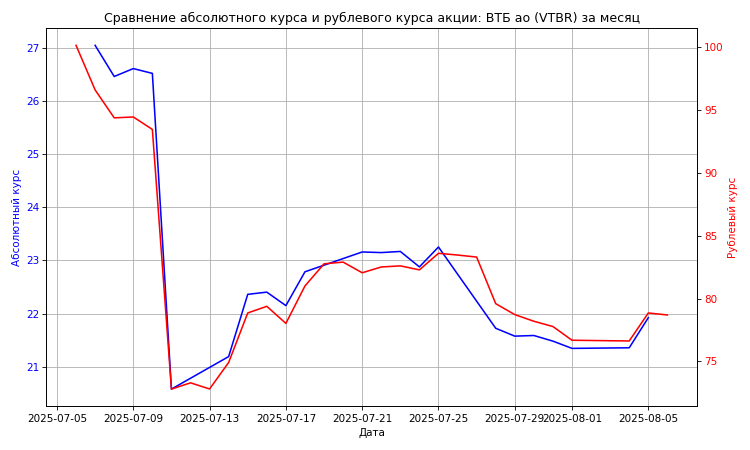 Сравнение абсолютного курса и рублевого курса акции: ВТБ ао (VTBR) за месяц
27
26
25
24
23
22
21
Абсолютный курс
100
95
90
85
80
75
Рублевый курс
2025-07-05 2025-07-09 2025-07-13 2025-07-17 2025-07-21 2025-07-25 2025-07-29 2025-08-01 2025-08-05
Дата